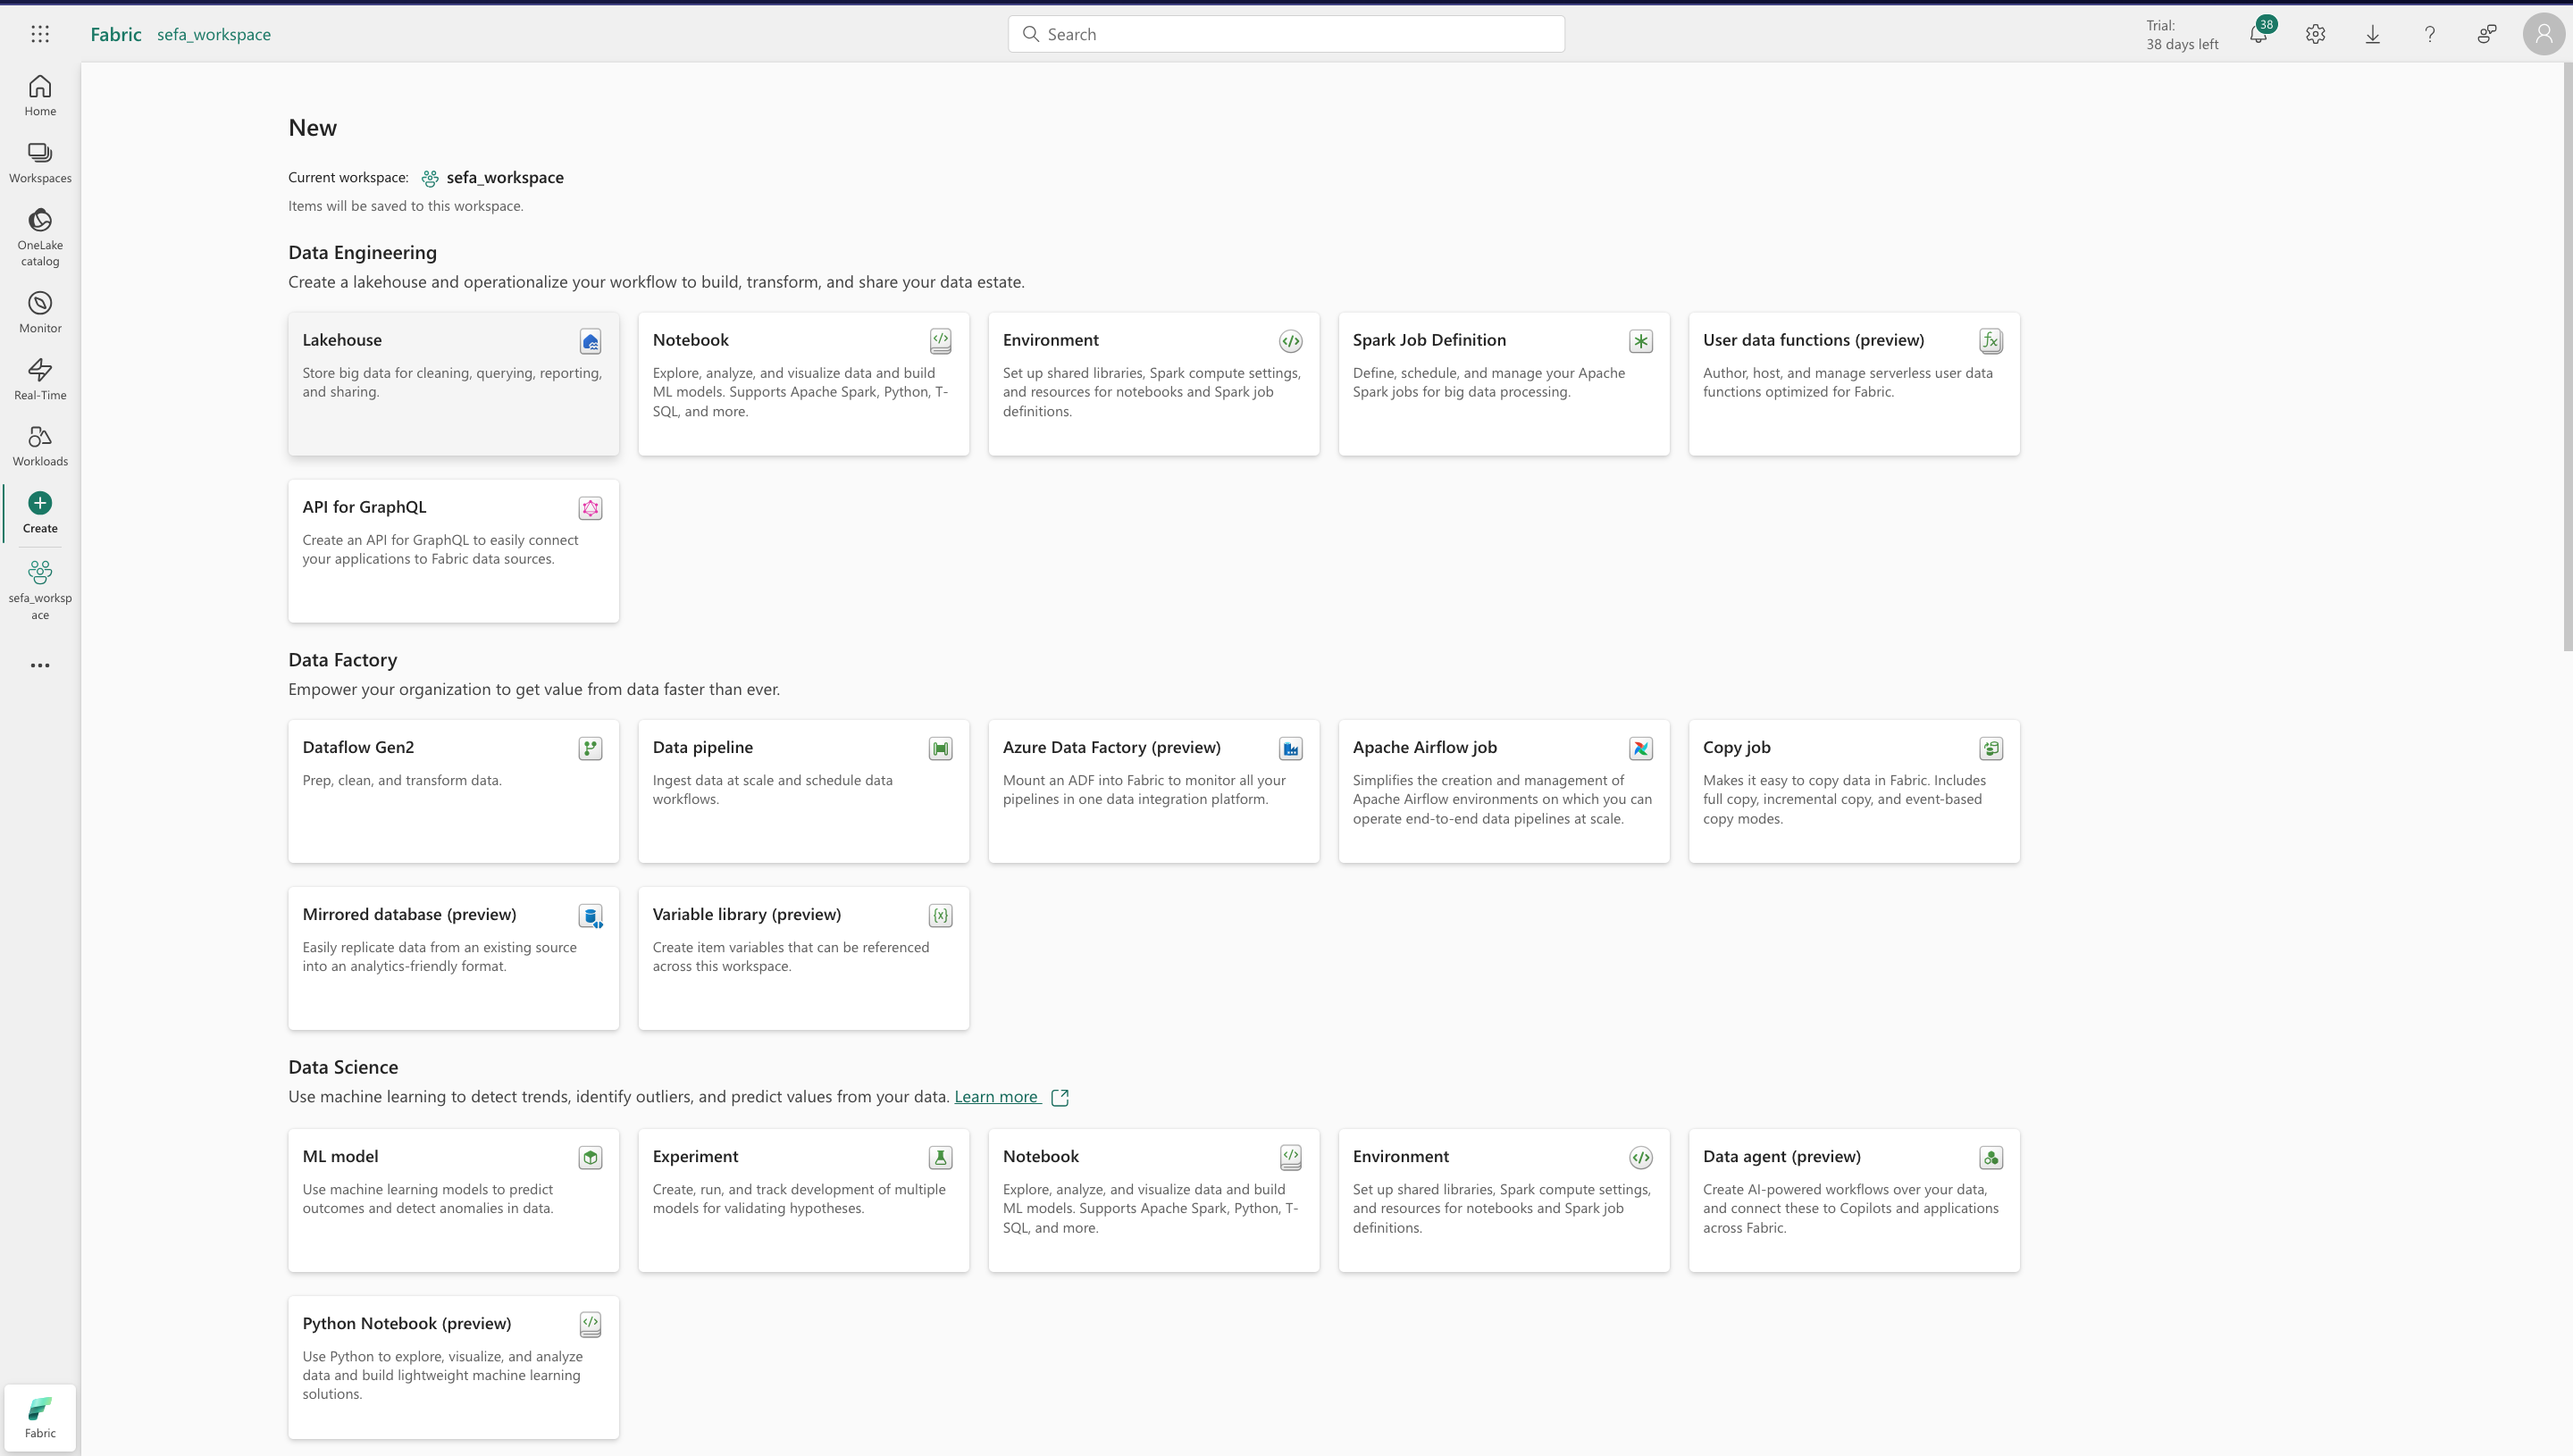 Fabric sefa_workspace
Search
Trial:
38 days left
38
Home
Workspaces
OneLake
catalog
Monitor
Real-Time
Workloads
Create
sefa_worksp
ace
Fabric
New
Current workspace: sefa_workspace
Items will be saved to this workspace.
Data Engineering
Create a lakehouse and operationalize your workflow to build, transform, and share your data estate.
Lakehouse
Store big data for cleaning, querying, reporting,
and sharing.
Notebook
Explore, analyze, and visualize data and build
ML models. Supports Apache Spark, Python, T-
SQL, and more.
Environment
Set up shared libraries, Spark compute settings,
and resources for notebooks and Spark job
definitions.
Spark Job Definition
Define, schedule, and manage your Apache
Spark jobs for big data processing.
User data functions (preview)
Author, host, and manage serverless user data
functions optimized for Fabric.
API for GraphQL
Create an API for GraphQL to easily connect
your applications to Fabric data sources.
Data Factory
Empower your organization to get value from data faster than ever.
Dataflow Gen2
Prep, clean, and transform data.
Data pipeline
Ingest data at scale and schedule data
workflows.
Azure Data Factory (preview)
Mount an ADF into Fabric to monitor all your
pipelines in one data integration platform.
Apache Airflow job
Simplifies the creation and management of
Apache Airflow environments on which you can
operate end-to-end data pipelines at scale.
Copy job
Makes it easy to copy data in Fabric. Includes
full copy, incremental copy, and event-based
copy modes.
Mirrored database (preview)
Easily replicate data from an existing source
into an analytics-friendly format.
Variable library (preview)
Create item variables that can be referenced
across this workspace.
Data Science
Use machine learning to detect trends, identify outliers, and predict values from your data. Learn more
ML model
Use machine learning models to predict
outcomes and detect anomalies in data.
Experiment
Create, run, and track development of multiple
models for validating hypotheses.
Notebook
Explore, analyze, and visualize data and build
ML models. Supports Apache Spark, Python, T-
SQL, and more.
Environment
Set up shared libraries, Spark compute settings,
and resources for notebooks and Spark job
definitions.
Data agent (preview)
Create AI-powered workflows over your data,
and connect these to Copilots and applications
across Fabric.
Python Notebook (preview)
Use Python to explore, visualize, and analyze
data and build lightweight machine learning
solutions.